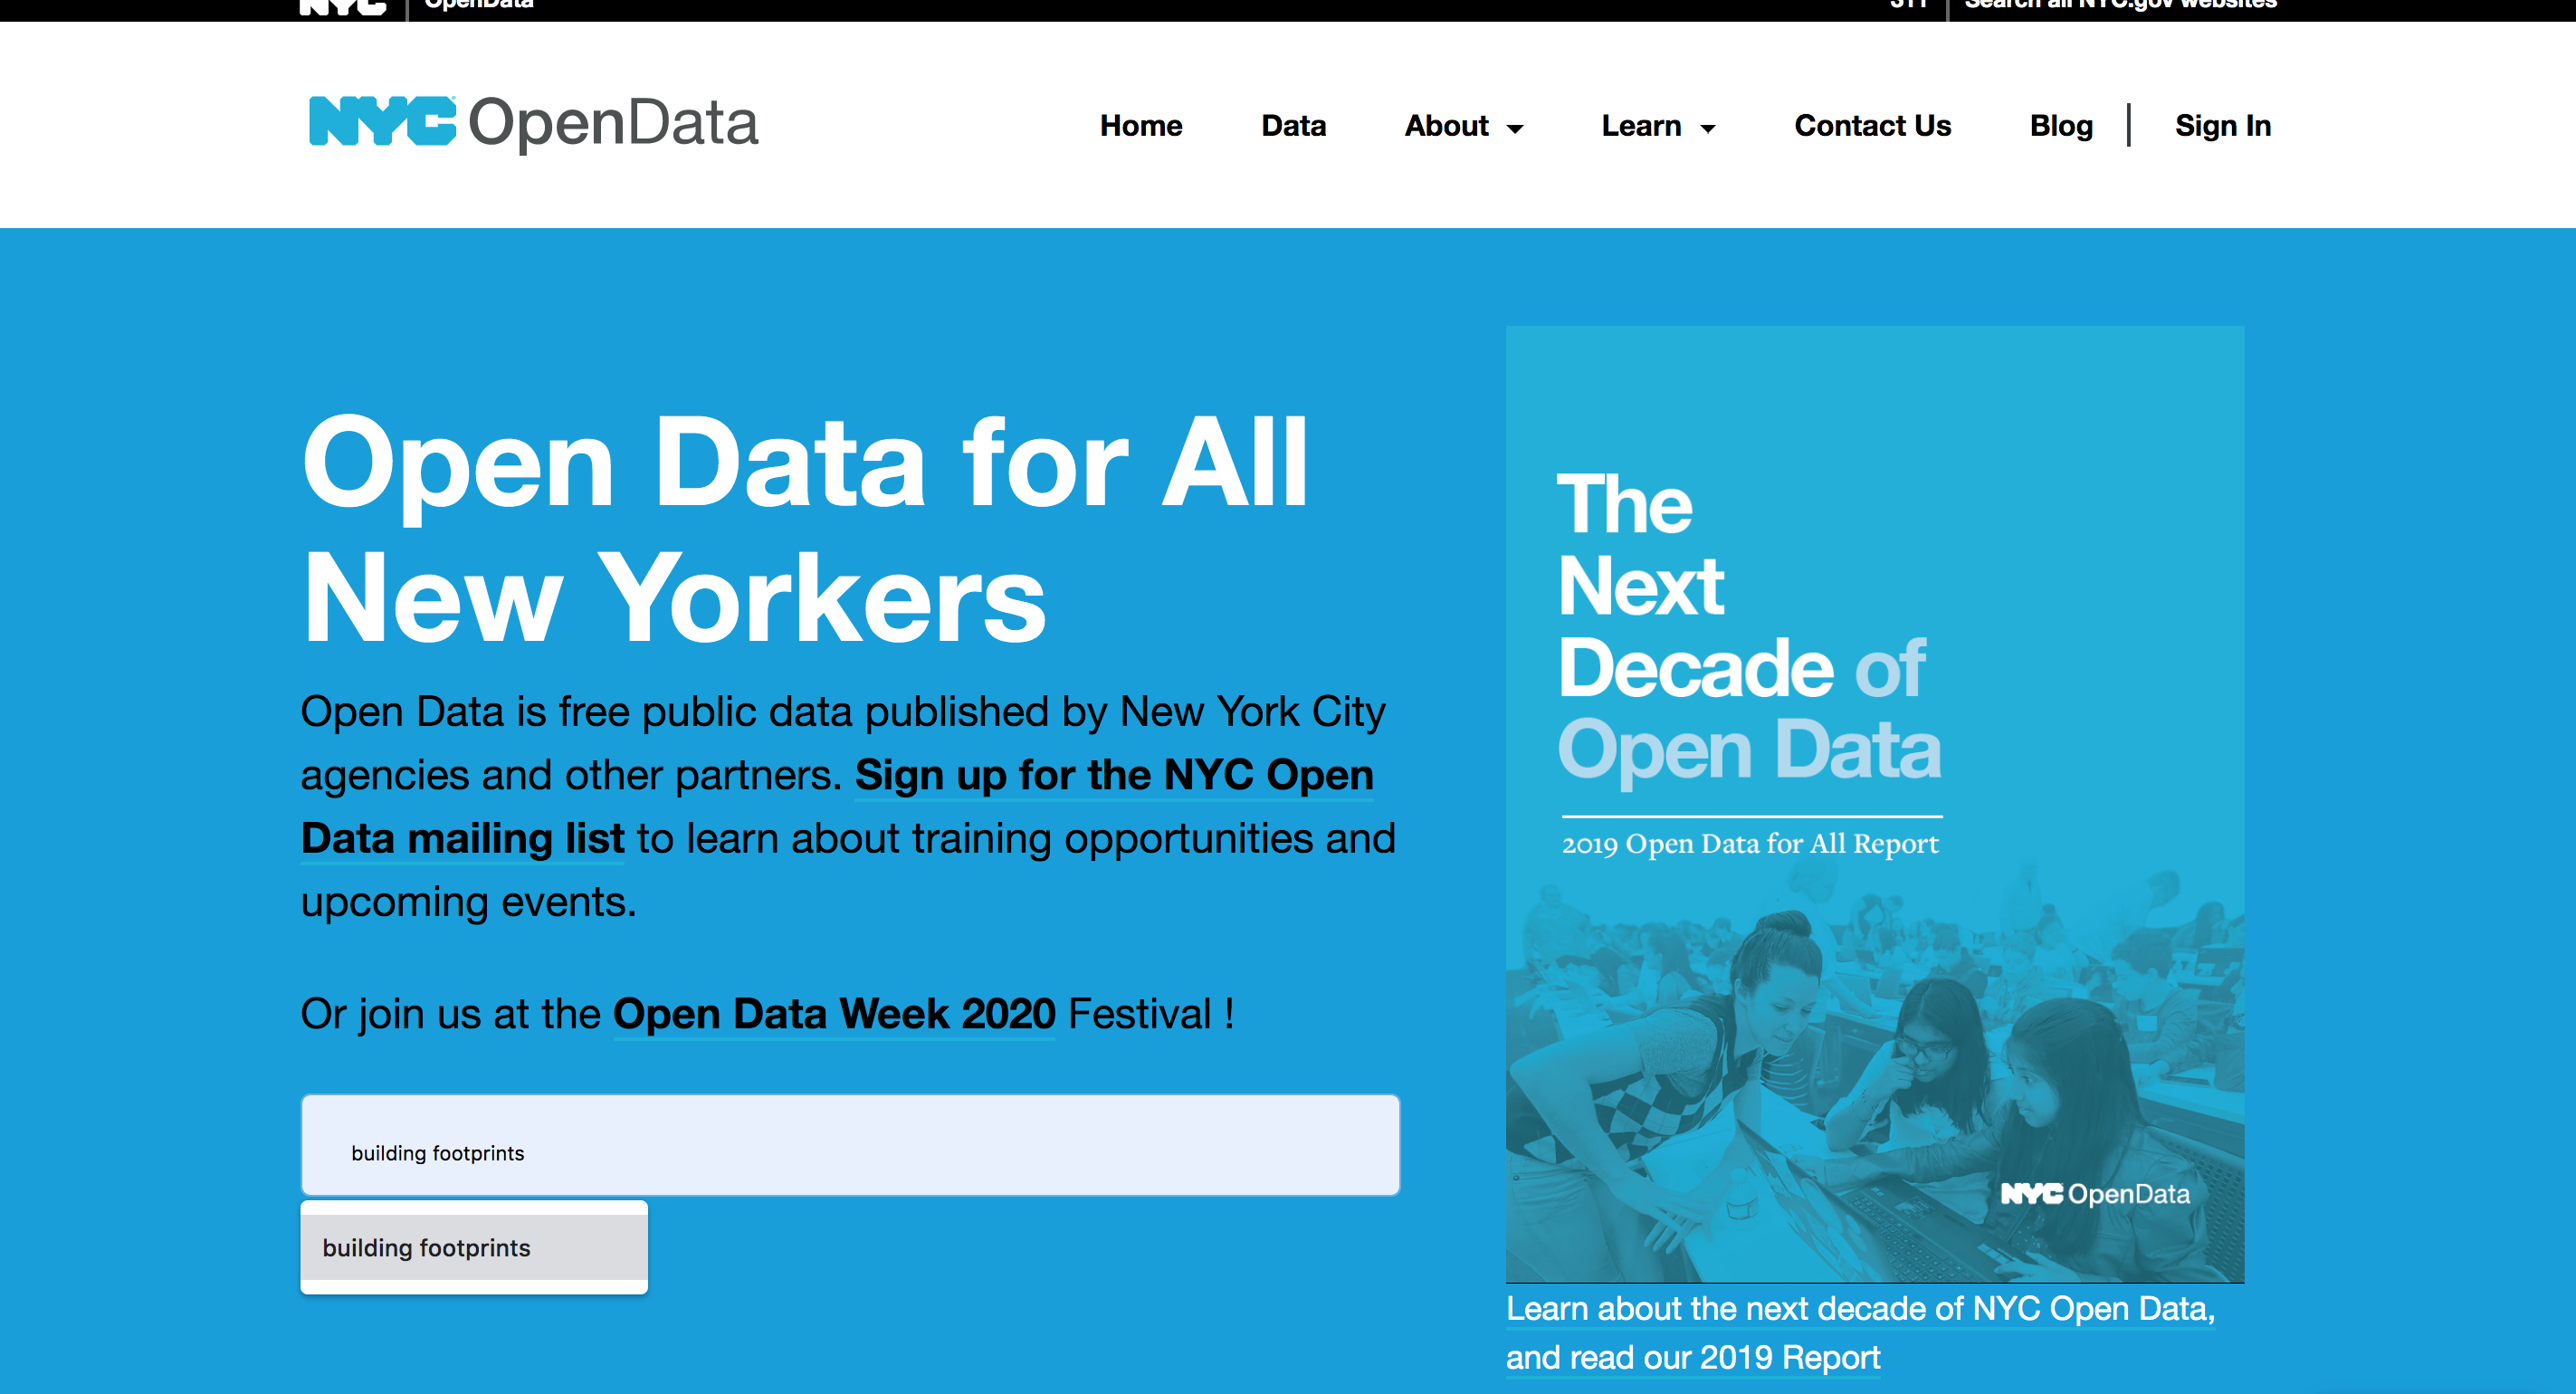 NYC OpenData 311 Search all NYC.gov websites
NYC OpenData Home Data About Learn Contact Us Blog Sign In
Open Data for All
New Yorkers
Open Data is free public data published by New York City
agencies and other partners. Sign up for the NYC Open
Data mailing list to learn about training opportunities and
upcoming events.
Or join us at the Open Data Week 2020 Festival !
building footprints
building footprints
The
Next
Decade of
Open Data
2019 Open Data for All Report
NYC OpenData
Learn about the next decade of NYC Open Data,
and read our 2019 Report